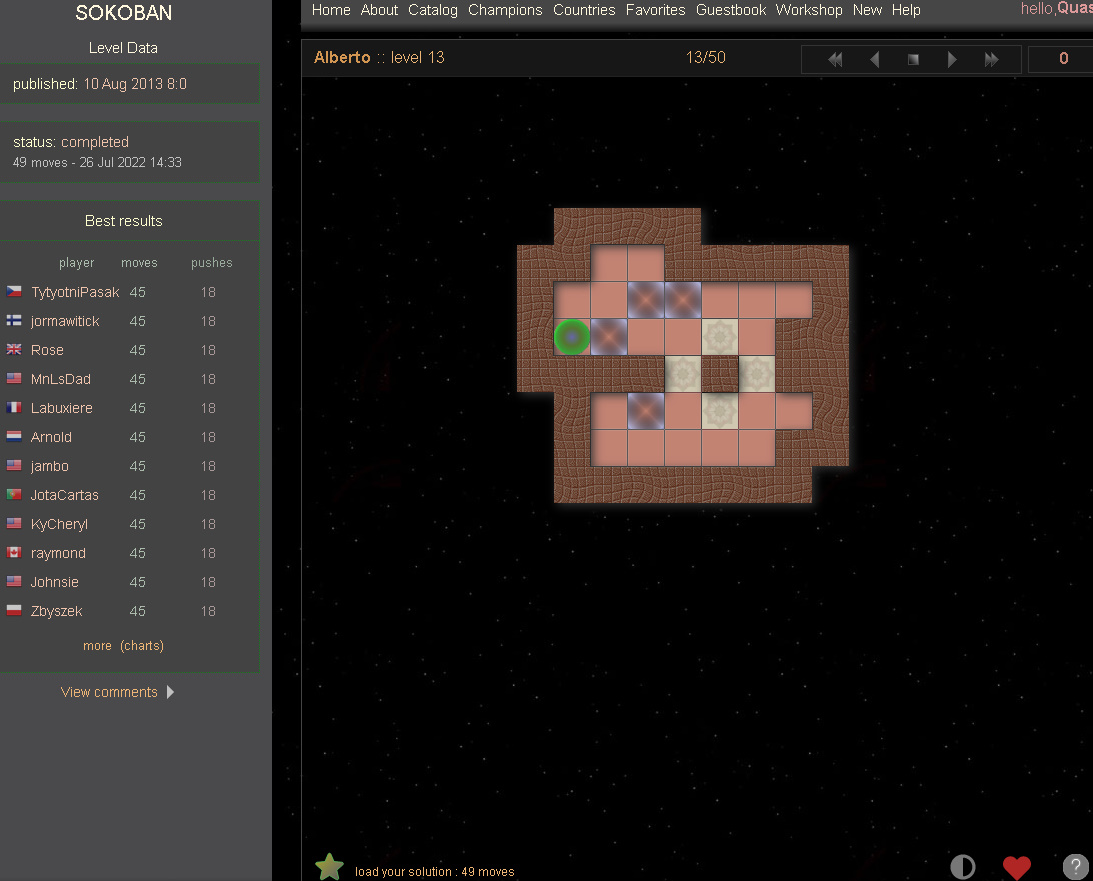 SOKOBAN
Level Data
published: 10 Aug 2013 8:0
status: completed
49 moves - 26 Jul 2022 14:33
Best results
player moves pushes
TytyotniPasak 45 18
jormawitick 45 18
Rose 45 18
MnLsDad 45 18
Labuxiere 45 18
Arnold 45 18
jambo 45 18
JotaCartas 45 18
KyCheryl 45 18
raymond 45 18
Johnsie 45 18
Zbyszek 45 18
more (charts)
View comments
Home About Catalog Champions Countries Favorites Guestbook Workshop New Help hello,Quas
Alberto :: level 13 13/50 0
load your solution : 49 moves ?